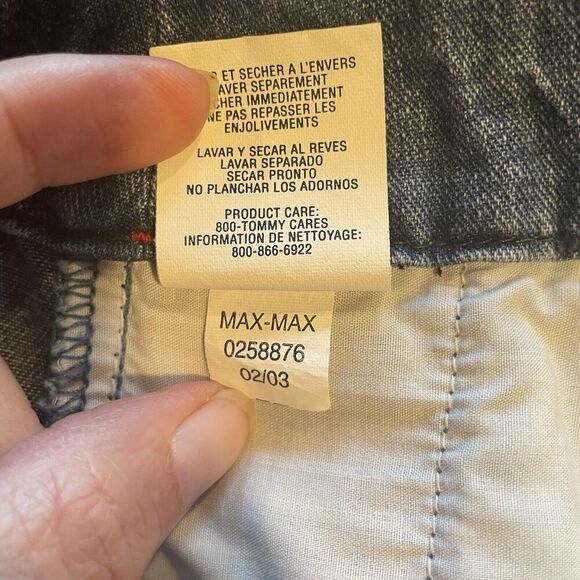 ET SECHER A L'ENVERS
LAVER SEPAREMENT
SECHER IMMEDIATEMENT
NE PAS REPASSER LES
ENJOLIVEMENTS
LAVAR Y SECAR AL REVES
LAVAR SEPARADO
SECAR PRONTO
NO PLANCHAR LOS ADORNOS
PRODUCT CARE:
800-TOMMY CARES
INFORMATION DE NETTOYAGE:
800-866-6922
MAX-MAX
0258876
02/03